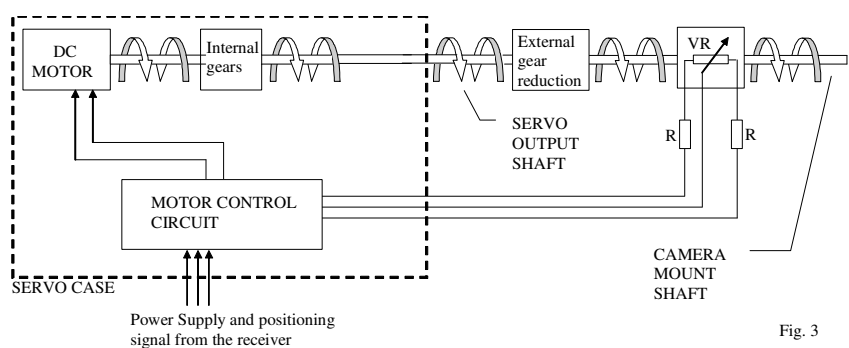 DC
MOTOR
Internal
gears
External
gear
reduction
VR
SERVO
OUTPUT
SHAFT
R
R
MOTOR CONTROL
CIRCUIT
CAMERA
MOUNT
SHAFT
SERVO CASE
Power Supply and positioning
signal from the receiver
Fig. 3